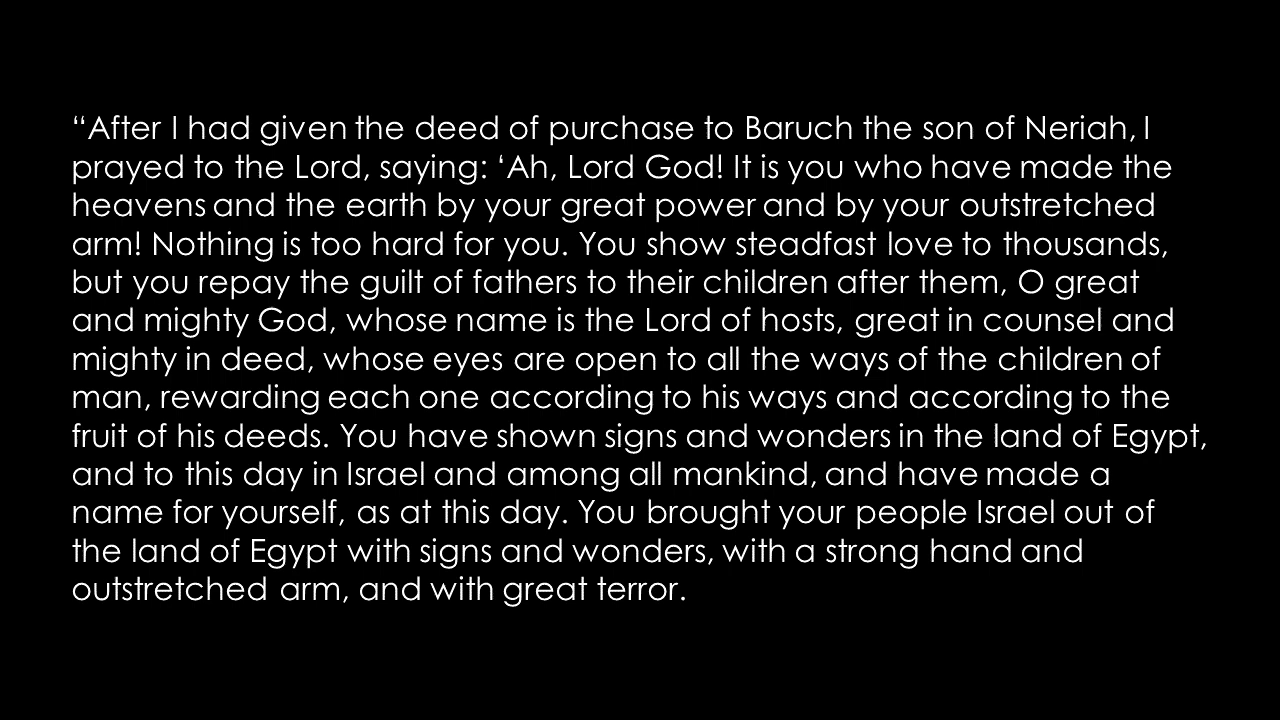 “After I had given the deed of purchase to Baruch the son of Neriah, I
prayed to the Lord, saying: ‘Ah, Lord God! It is you who have made the
heavens and the earth by your great power and by your outstretched
arm! Nothing is too hard for you. You show steadfast love to thousands,
but you repay the guilt of fathers to their children after them, O great
and mighty God, whose name is the Lord of hosts, great in counsel and
mighty in deed, whose eyes are open to all the ways of the children of
man, rewarding each one according to his ways and according to the
fruit of his deeds. You have shown signs and wonders in the land of Egypt,
and to this day in Israel and among all mankind, and have made a
name for yourself, as at this day. You brought your people Israel out of
the land of Egypt with signs and wonders, with a strong hand and
outstretched arm, and with great terror.